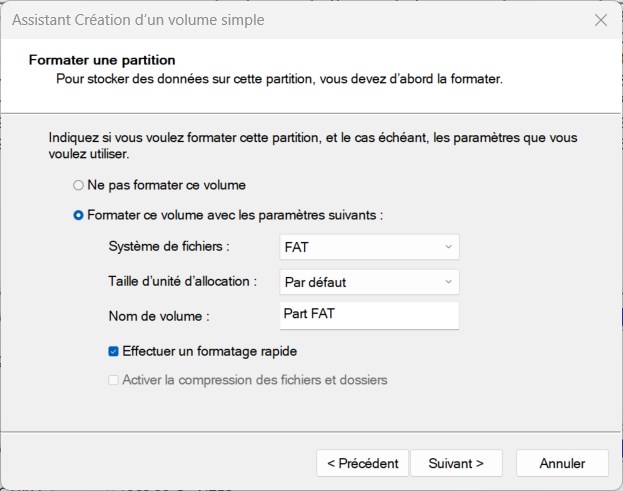 Assistant Création d'un volume simple
Formater une partition
Pour stocker des données sur cette partition, vous devez d'abord la formater.
Indiquez si vous voulez formater cette partition, et le cas échéant, les paramètres que vous
voulez utiliser.
Ne pas formater ce volume
Formater ce volume avec les paramètres suivants :
Système de fichiers : FAT
Taille d'unité d'allocation : Par défaut
Nom de volume : Part FAT
Effectuer un formatage rapide
Activer la compression des fichiers et dossiers
< Précédent Suivant > Annuler